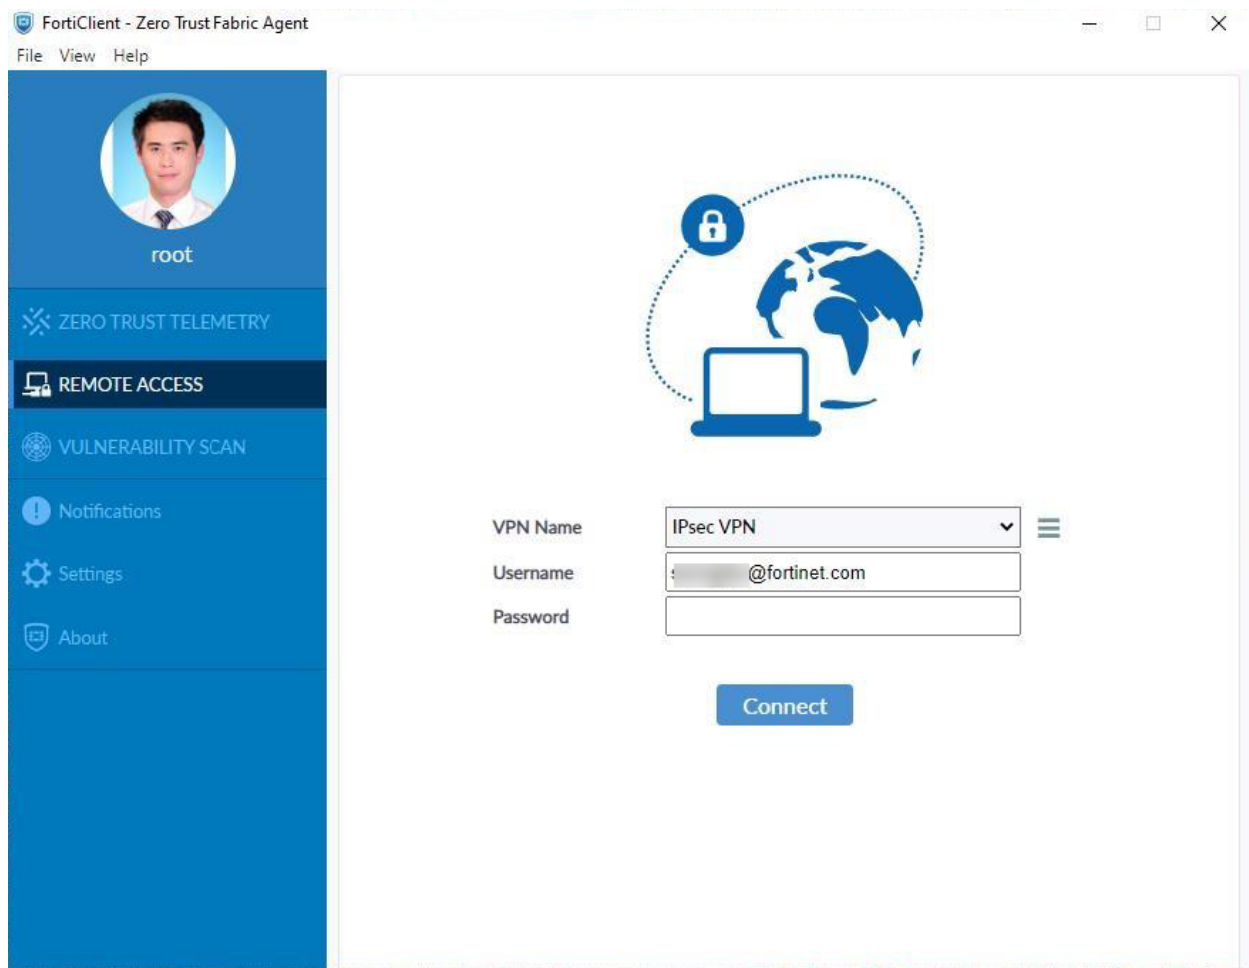 FortiClient - Zero Trust Fabric Agent
File View Help
root
ZERO TRUST TELEMETRY
REMOTE ACCESS
VULNERABILITY SCAN
Notifications
Settings
About
VPN Name IPsec VPN
Username @fortinet.com
Password
Connect